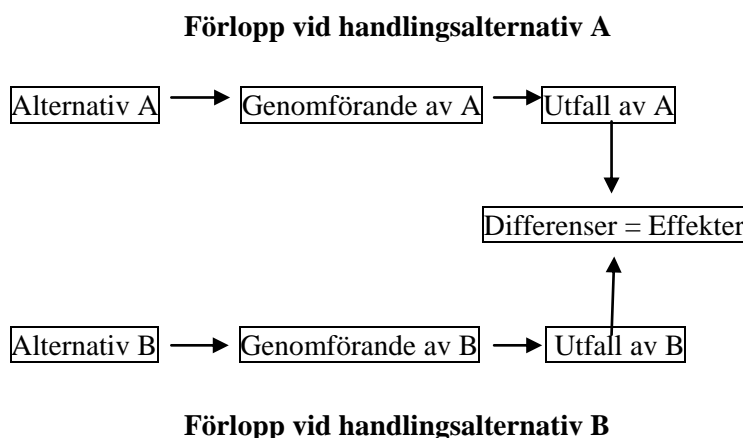 Förlopp vid handlingsalternativ A
Alternativ A Genomförande av A Utfall av A
Differenser = Effekter
Alternativ B Genomförande av B Utfall av B
Förlopp vid handlingsalternativ B